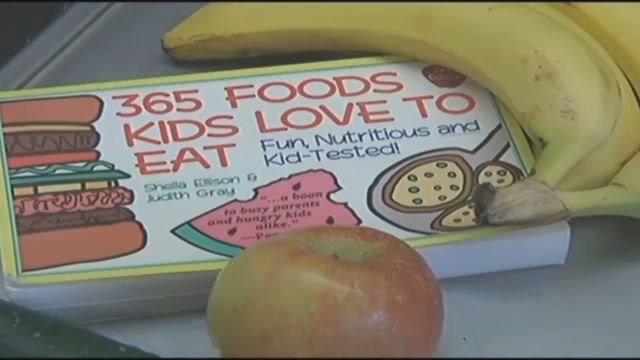 365 FOODS
KIDS LOVE TO
EAT
Fun, Nutritious and
Kid-Tested!
Sheila Ellison &
Judith Gray
"...a boon
to busy parents
and hungry kids
alike."